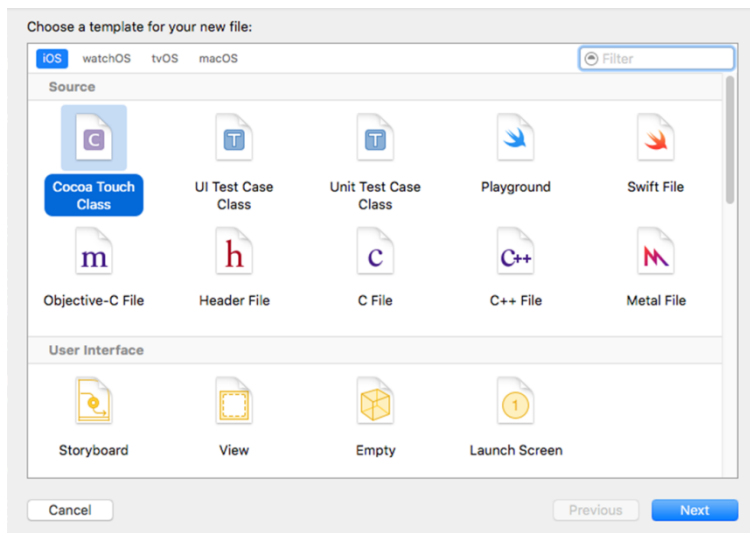 Choose a template for your new file:
iOS watchOS tvOS macOS Filter
Source
C T T
Cocoa Touch Class
UI Test Case Class
Unit Test Case Class
Playground
Swift File
m h c C++
Objective-C File
Header File
C File
C++ File
Metal File
User Interface
1
Storyboard
View
Empty
Launch Screen
Cancel Previous Next